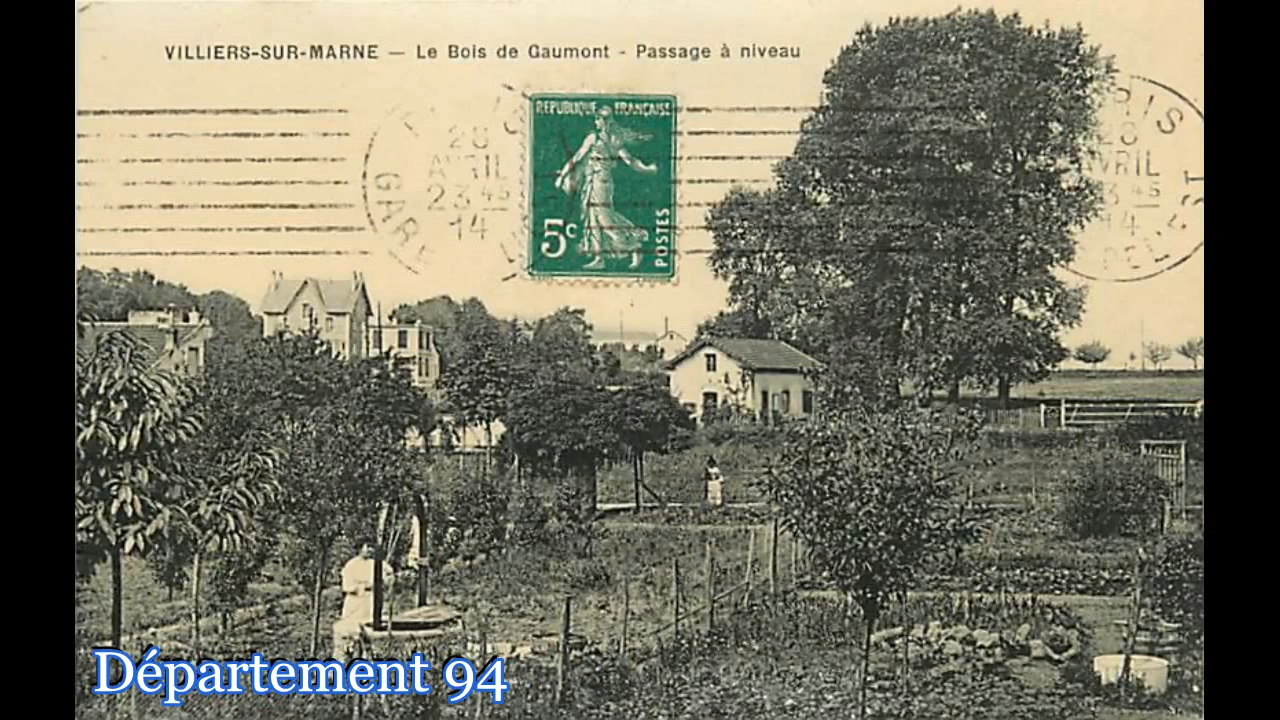 VILLIERS-SUR-MARNE — Le Bois de Gaumont - Passage à niveau
REPUBLIQUE FRANÇAISE
5c
POSTES
28
AVRIL
23 45
14
GARE
28
14
Département 94